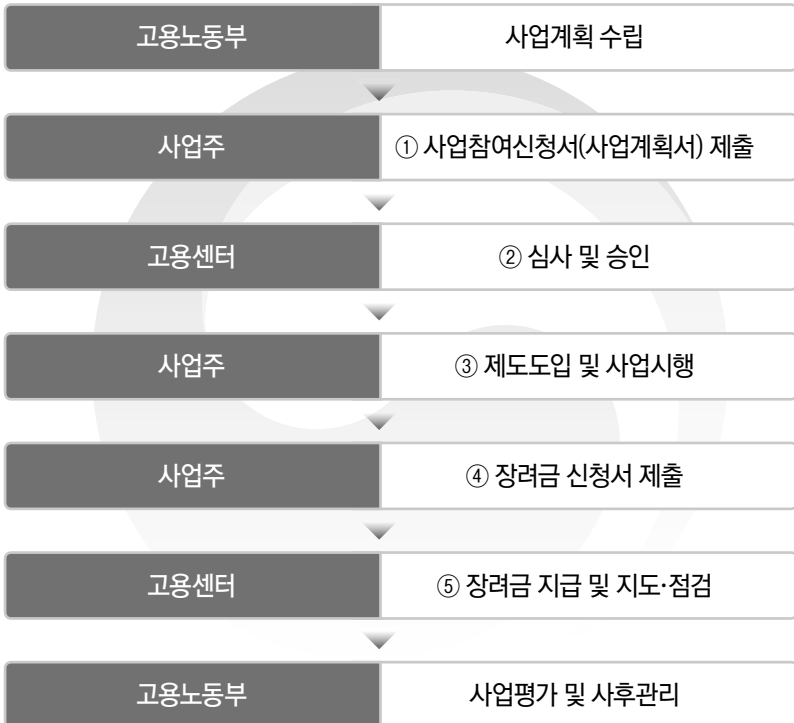 고용노동부 사업계획 수립
사업주 ① 사업참여신청서(사업계획서) 제출
고용센터 ② 심사 및 승인
사업주 ③ 제도도입 및 사업시행
사업주 ④ 장려금 신청서 제출
고용센터 ⑤ 장려금 지급 및 지도·점검
고용노동부 사업평가 및 사후관리